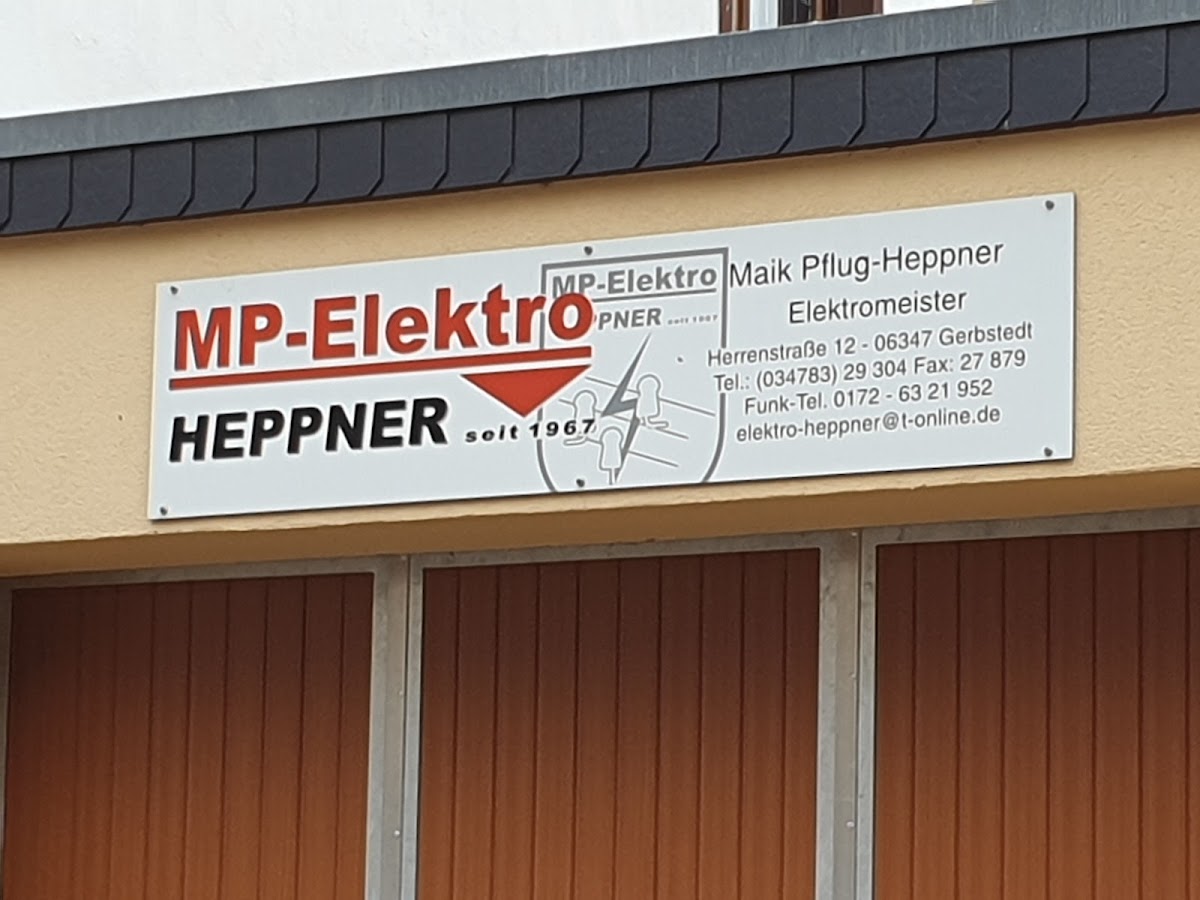 MP-Elektro
HEPPNER seit 1967
MP-Elektro
PPNER seit 1967
Maik Pflug-Heppner
Elektromeister
Herrenstraße 12 - 06347 Gerbstedt
Tel.: (034783) 29 304 Fax: 27 879
Funk-Tel. 0172 - 63 21 952
elektro-heppner@t-online.de